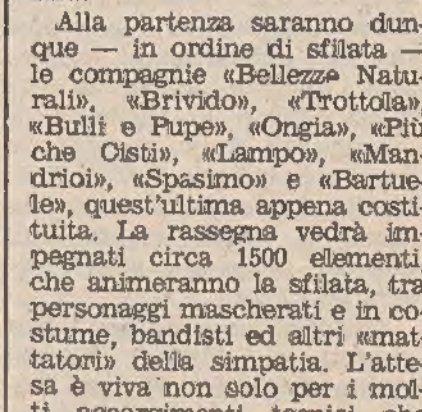 Alla partenza saranno dun-
que — in ordine di sfilata —
le compagnie «Bellezze Natu-
rali», «Brivido», «Trottola»,
«Bulli e Pupe», «Ongia», «Più
che Cisti», «Lampo», «Man-
drioi», «Spasimo» e «Bartue-
le», quest'ultima appena costi-
tuita. La rassegna vedrà im-
pegnati circa 1500 elementi,
che animeranno la sfilata, tra
personaggi mascherati e in co-
stume, bandisti ed altri «mat-
tatori» della simpatia. L'atte-
sa è viva non solo per i mol-